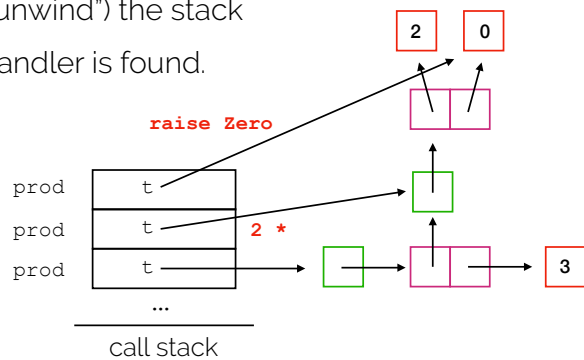 unwind”) the stack
andler is found.
2
0
raise Zero
prod
t
prod
t
2 *
prod
t
3
...
call stack